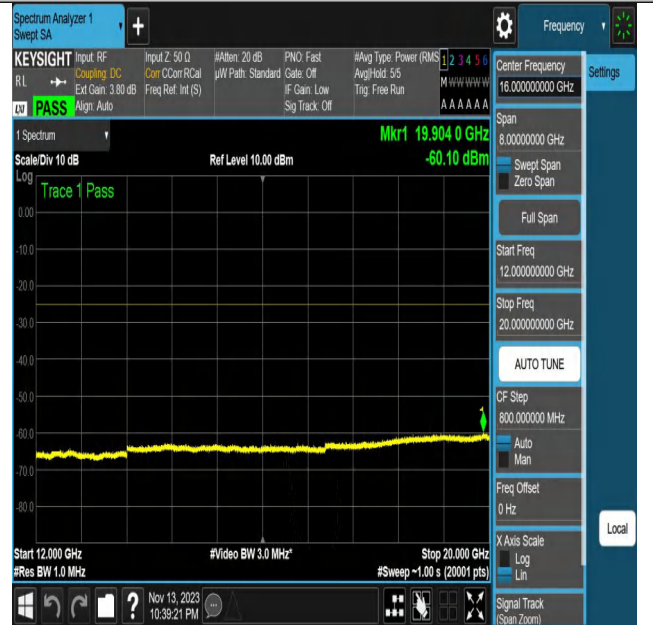 Spectrum Analyzer 1
Swept SA
+
Frequency
KEYSIGHT
RL
LXI
PASS
Input: RF
Coupling: DC
Ext Gain: 3.80 dB
Align: Auto
Input Z: 50 Ω
Corr CCorr RCal
Freq Ref: Int (S)
#Atten: 20 dB
µW Path: Standard
PNO: Fast
Gate: Off
IF Gain: Low
Sig Track: Off
#Avg Type: Power (RMS
Avg|Hold: 5/5
Trig: Free Run
1 2 3 4 5 6
M W W W W W
A A A A A A
1 Spectrum
Scale/Div 10 dB
Ref Level 10.00 dBm
Mkr1 19.904 0 GHz
-60.10 dBm
Log
Trace 1 Pass
0.00
-10.0
-20.0
-30.0
-40.0
-50.0
-60.0
-70.0
-80.0
1
Start 12.000 GHz
#Res BW 1.0 MHz
#Video BW 3.0 MHz*
Stop 20.000 GHz
#Sweep ~1.00 s (20001 pts)
Center Frequency
16.000000000 GHz
Settings
Span
8.00000000 GHz
Swept Span
Zero Span
Full Span
Start Freq
12.000000000 GHz
Stop Freq
20.000000000 GHz
AUTO TUNE
CF Step
800.000000 MHz
Auto
Man
Freq Offset
0 Hz
X Axis Scale
Log
Lin
Local
Signal Track
(Span Zoom)
?
Nov 13, 2023
10:39:21 PM